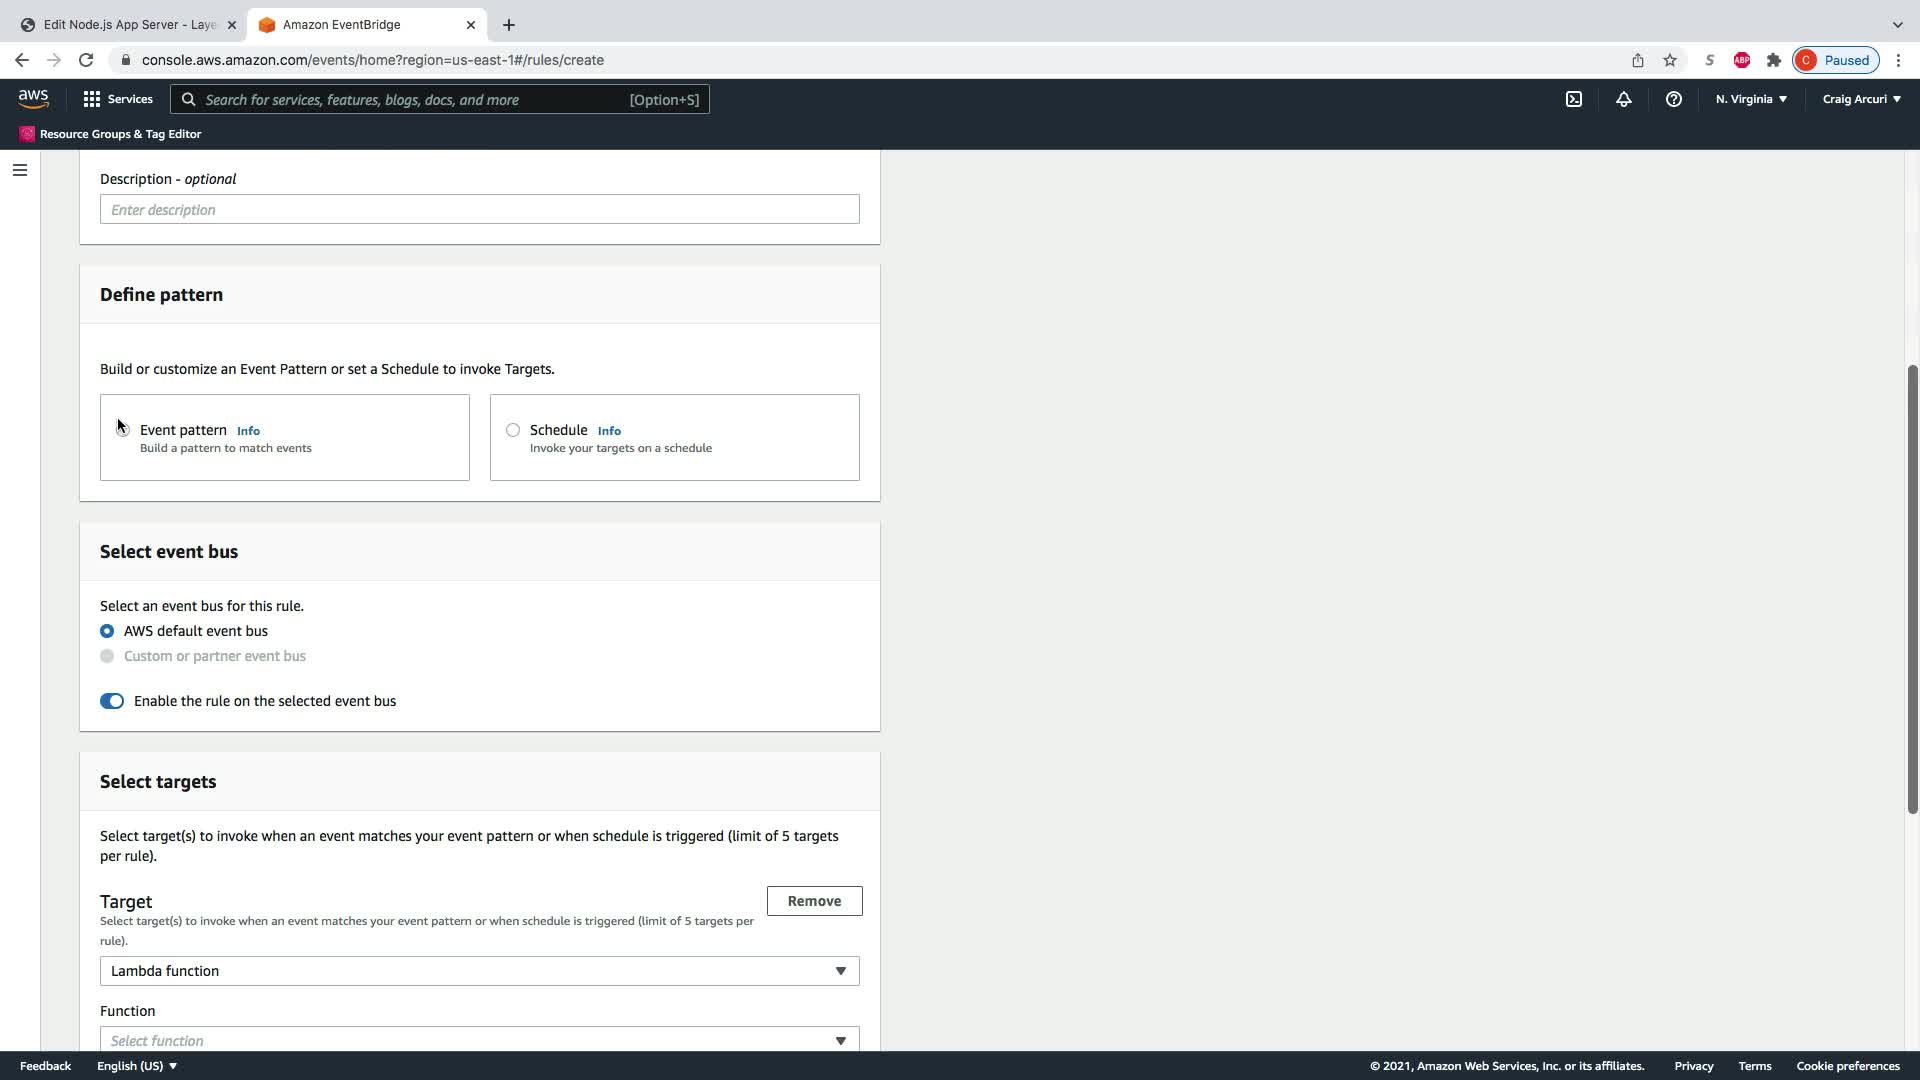 Edit Node.js App Server - Laye
Amazon EventBridge
console.aws.amazon.com/events/home?region=us-east-1#/rules/create
S
ABP
C
Paused
aws
Services
Search for services, features, blogs, docs, and more
[Option+S]
N. Virginia
Craig Arcuri
Resource Groups & Tag Editor
Description - optional
Enter description
Define pattern
Build or customize an Event Pattern or set a Schedule to invoke Targets.
Event pattern Info
Build a pattern to match events
Schedule Info
Invoke your targets on a schedule
Select event bus
Select an event bus for this rule.
AWS default event bus
Custom or partner event bus
Enable the rule on the selected event bus
Select targets
Select target(s) to invoke when an event matches your event pattern or when schedule is triggered (limit of 5 targets
per rule).
Target
Remove
Select target(s) to invoke when an event matches your event pattern or when schedule is triggered (limit of 5 targets per
rule).
Lambda function
Function
Select function
Feedback
English (US)
© 2021, Amazon Web Services, Inc. or its affiliates.
Privacy
Terms
Cookie preferences